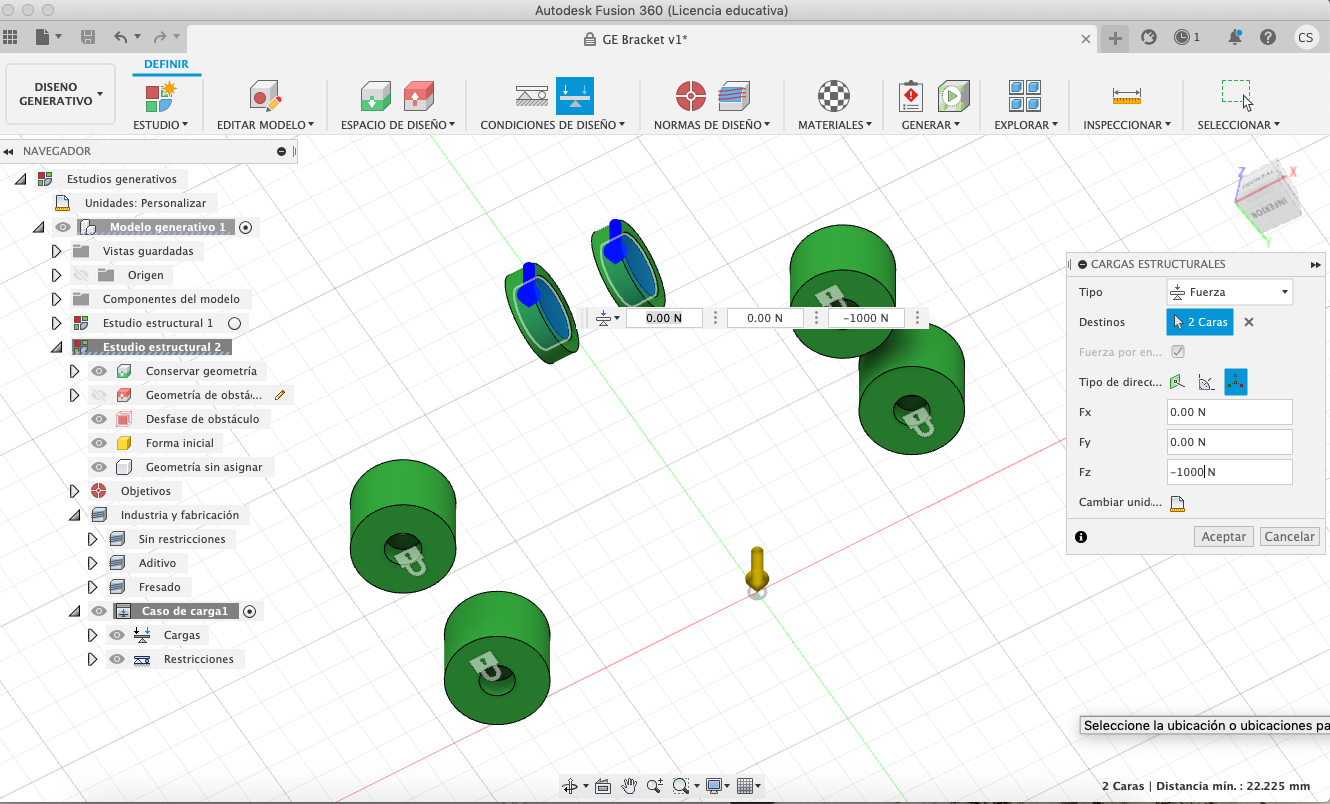 Autodesk Fusion 360 (Licencia educativa)
GE Bracket v1*
1
CS
DISEÑO
GENERATIVO
DEFINIR
ESTUDIO
EDITAR MODELO
ESPACIO DE DISEÑO
CONDICIONES DE DISEÑO
NORMAS DE DISEÑO
MATERIALES
GENERAR
EXPLORAR
INSPECCIONAR
SELECCIONAR
NAVEGADOR
Estudios generativos
Unidades: Personalizar
Modelo generativo 1
Vistas guardadas
Origen
Componentes del modelo
Estudio estructural 1
Estudio estructural 2
Conservar geometría
Geometría de obstá...
Desfase de obstáculo
Forma inicial
Geometría sin asignar
Objetivos
Industria y fabricación
Sin restricciones
Aditivo
Fresado
Caso de carga1
Cargas
Restricciones
0.00 N
0.00 N
-1000 N
Z
X
Y
INFERIOR
CARGAS ESTRUCTURALES
Tipo
Fuerza
Destinos
2 Caras
Fuerza por en...
Tipo de direcc...
Fx
0.00 N
Fy
0.00 N
Fz
-1000 N
Cambiar unid...
Aceptar
Cancelar
Seleccione la ubicación o ubicaciones pa
2 Caras | Distancia mín. : 22.225 mm